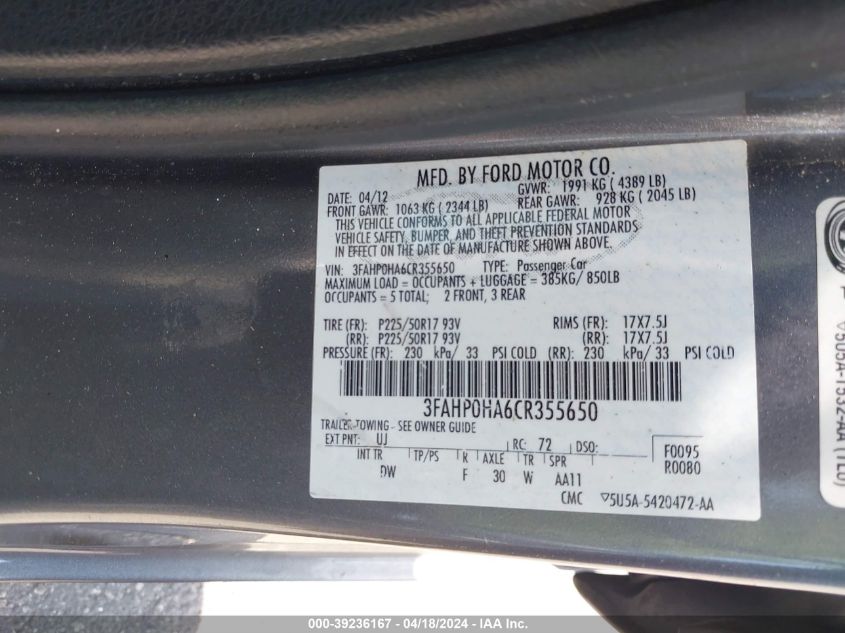 MFD. BY FORD MOTOR CO.
DATE: 04/12 GVWR: 1991 KG ( 4389 LB)
FRONT GAWR: 1063 KG ( 2344 LB) REAR GAWR: 928 KG ( 2045 LB)
THIS VEHICLE CONFORMS TO ALL APPLICABLE FEDERAL MOTOR
VEHICLE SAFETY, BUMPER, AND THEFT PREVENTION STANDARDS
IN EFFECT ON THE DATE OF MANUFACTURE SHOWN ABOVE.
VIN: 3FAHP0HA6CR355650 TYPE: Passenger Car
MAXIMUM LOAD = OCCUPANTS + LUGGAGE = 385KG/ 850LB
OCCUPANTS = 5 TOTAL; 2 FRONT, 3 REAR
TIRE (FR): P225/50R17 93V RIMS (FR): 17X7.5J
(RR): P225/50R17 93V (RR): 17X7.5J
PRESSURE (FR): 230 kPa/ 33 PSI COLD (RR): 230 kPa/ 33 PSI COLD
3FAHP0HA6CR355650
TRAILER-TOWING - SEE OWNER GUIDE
EXT PNT: UJ RC: 72 DSO: F0095
INT TR TP/PS R AXLE TR SPR R0080
DW F 30 W AA11
CMC ▽5U5A-5420472-AA
000-39236167 - 04/18/2024 - IAA Inc.